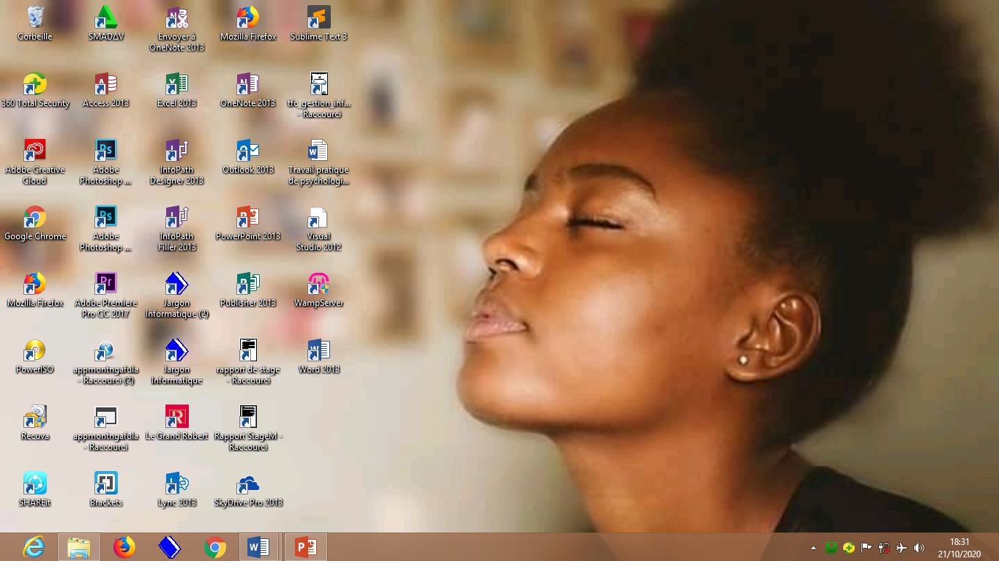 Corbeille
SMADΔV
Envoyer à
OneNote 2013
Mozilla Firefox
Sublime Text 3
360 Total Security
Access 2013
Excel 2013
OneNote 2013
tfc_gestion_inf...
- Raccourci
Adobe Creative
Cloud
Adobe
Photoshop ...
InfoPath
Designer 2013
Outlook 2013
Travail pratique
de psychologi...
Google Chrome
Adobe
Photoshop ...
InfoPath
Filler 2013
PowerPoint 2013
Visual
Studio 2012
Mozilla Firefox
Adobe Premiere
Pro CC 2017
Jargon
Informatique (2)
Publisher 2013
WampServer
PowerISO
appmontngafula
- Raccourci (2)
Jargon
Informatique
rapport de stage
- Raccourci
Word 2013
Recuva
appmontngafula
- Raccourci
Le Grand Robert
Rapport StageM -
Raccourci
SHAREit
Brackets
Lync 2013
SkyDrive Pro 2013
18:31
21/10/2020